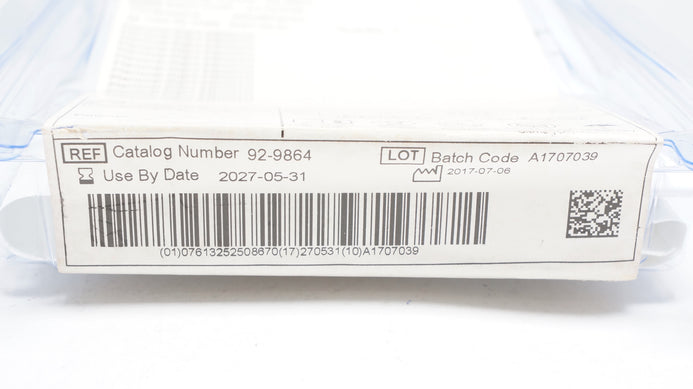 REF Catalog Number 92-9864
LOT Batch Code A1707039
Use By Date 2027-05-31
2017-07-06
(01)07613252508670(17)270531(10)A1707039